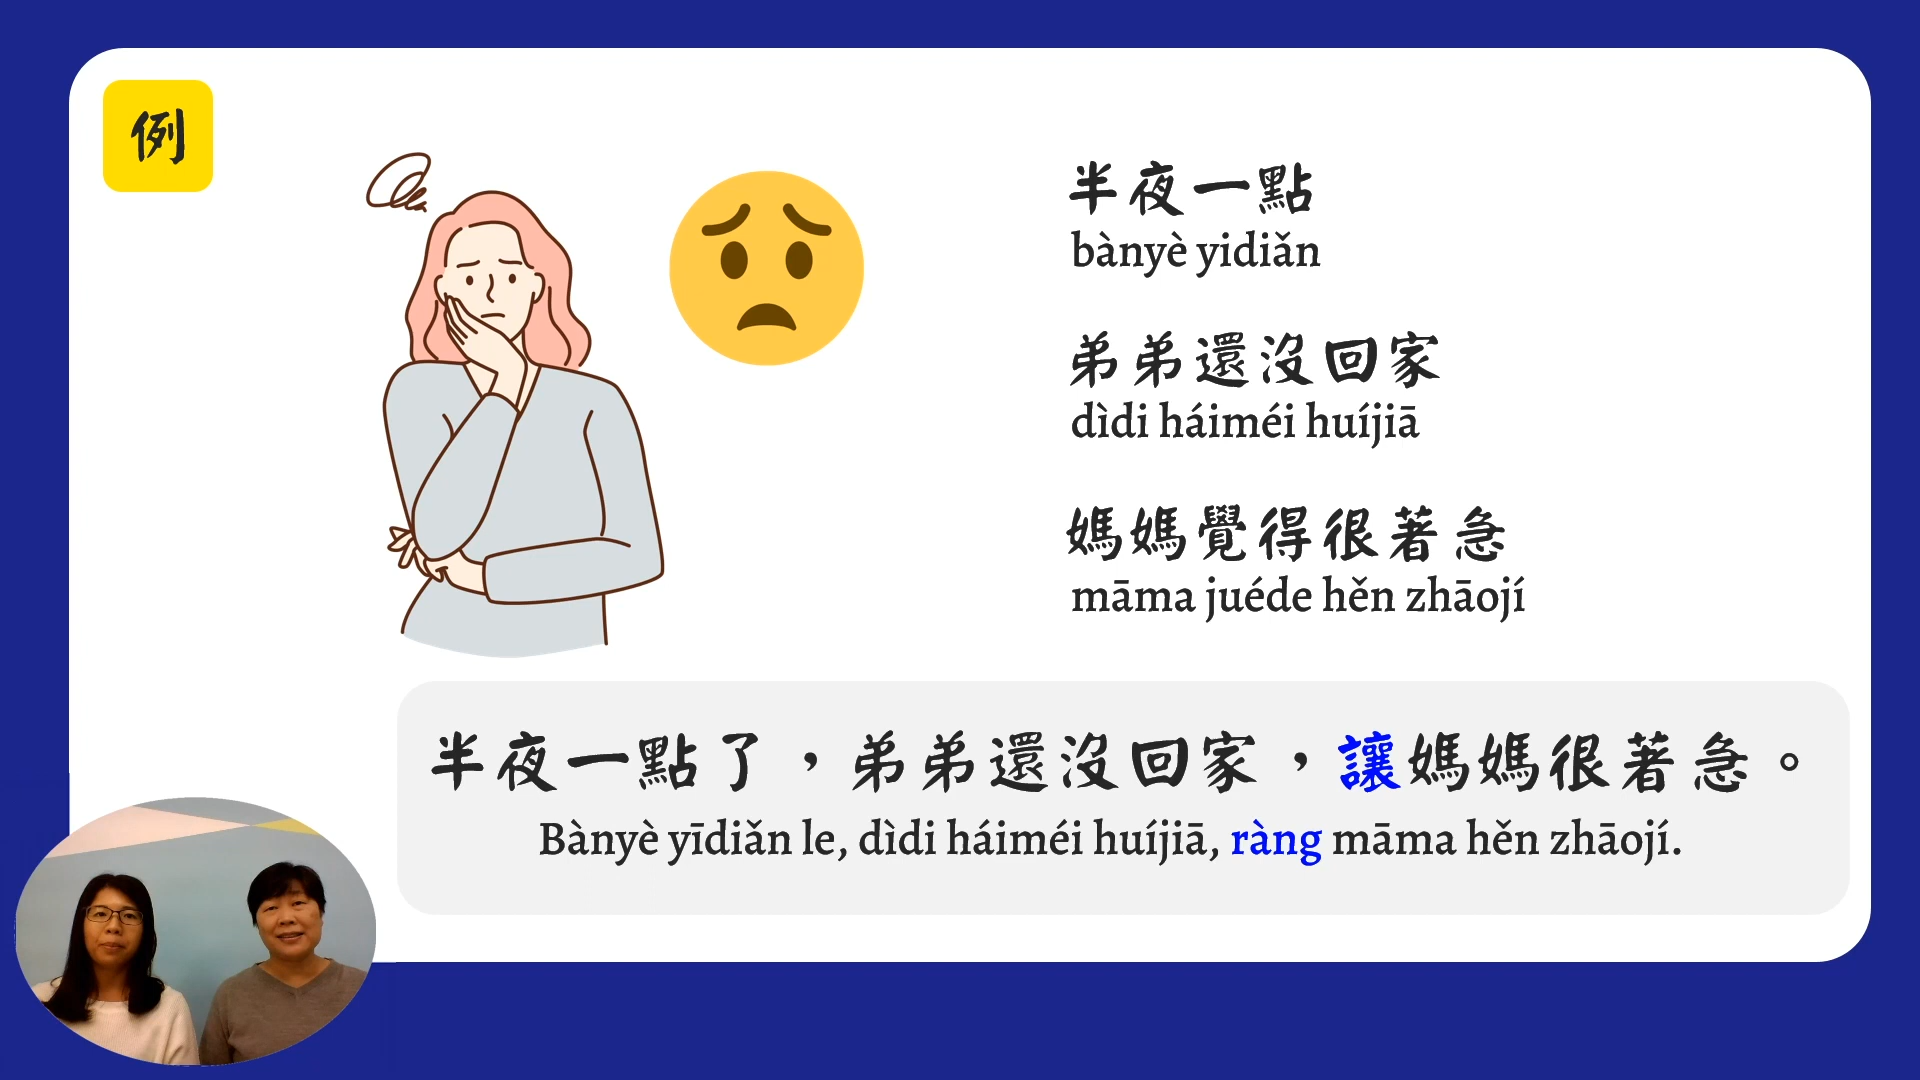 例
半夜一點
bànyè yidiǎn
弟弟還沒回家
dìdi háiméi huíjiā
媽媽覺得很著急
māma juéde hěn zhāojí
半夜一點了，弟弟還沒回家，讓媽媽很著急。
Bànyè yīdiǎn le, dìdi háiméi huíjiā, ràng māma hěn zhāojí.